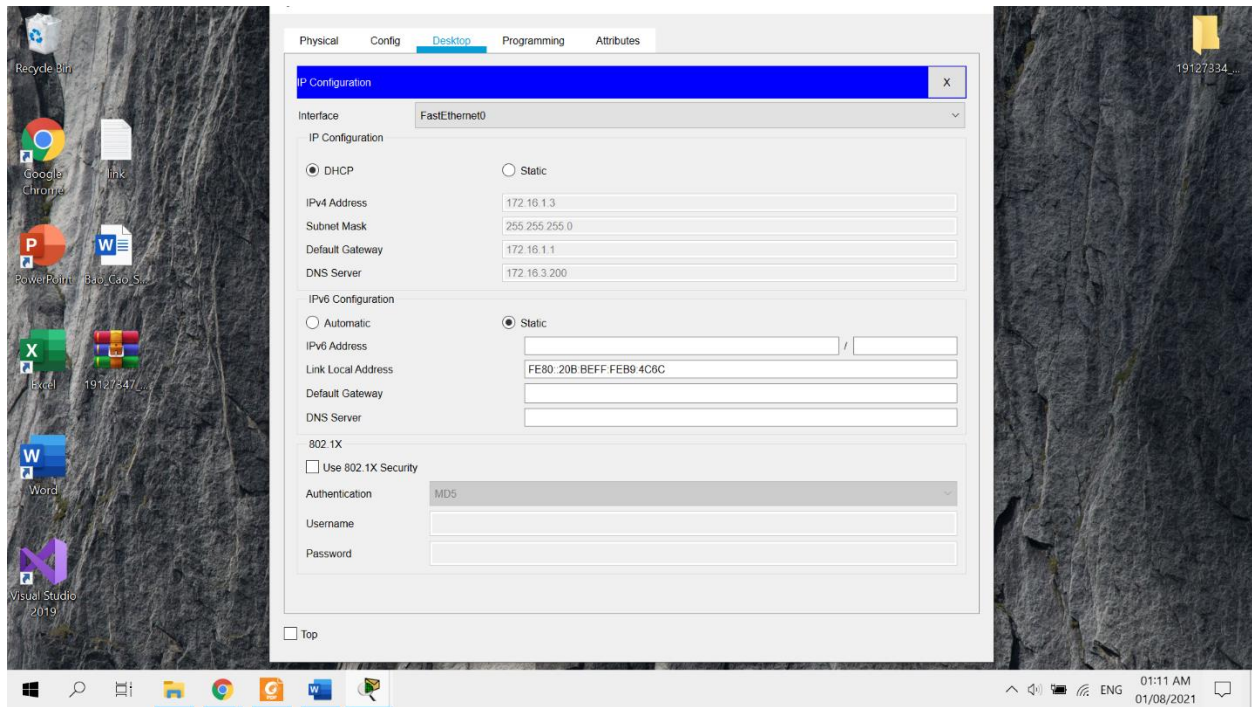 Recycle Bin
Google
Chrome
link
PowerPoint
Bao_Cao_S...
Excel
19127347_...
Word
Visual Studio
2019
Physical Config Desktop Programming Attributes
IP Configuration X
Interface FastEthernet0
IP Configuration
DHCP Static
IPv4 Address 172.16.1.3
Subnet Mask 255.255.255.0
Default Gateway 172.16.1.1
DNS Server 172.16.3.200
IPv6 Configuration
Automatic Static
IPv6 Address /
Link Local Address FE80::20B:BEFF:FEB9:4C6C
Default Gateway
DNS Server
802.1X
Use 802.1X Security
Authentication MD5
Username
Password
Top
19127334_...
ENG
01:11 AM
01/08/2021